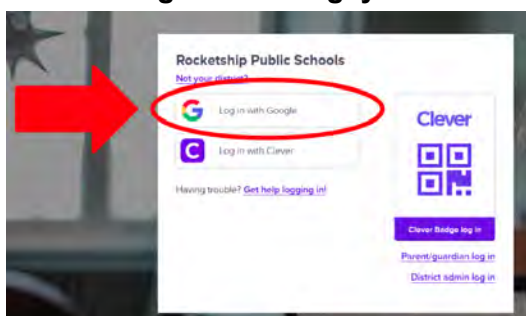 Rocketship Public Schools
Not your district?
Log in with Google
Log in with Clever
Having trouble? Get help logging in!
Clever
Clever Badge log in
Parent/guardian log in
District admin log in